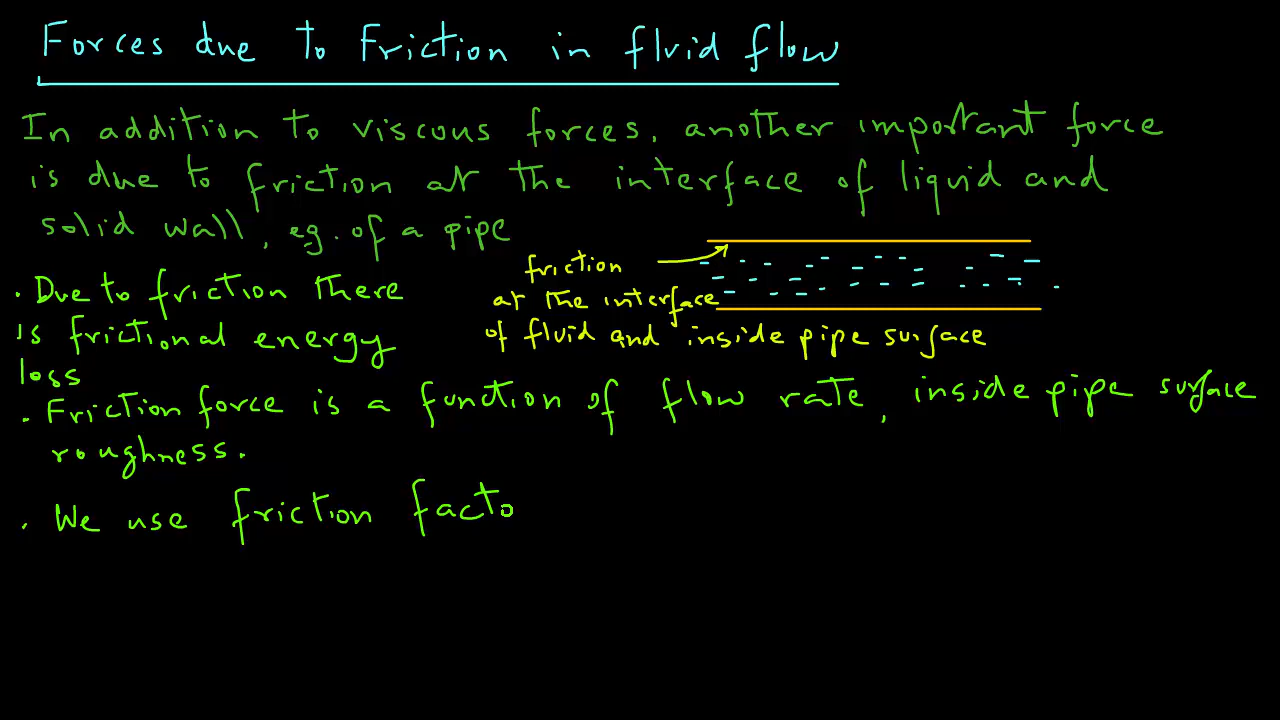 Forces due to Friction in fluid flow
In addition to viscous forces, another important force
is due to friction at the interface of liquid and
solid wall, eg. of a pipe
friction
at the interface
of fluid and inside pipe surface
. Due to friction there
is frictional energy
loss
. Friction force is a function of flow rate, inside pipe surface
roughness.
. We use friction facto